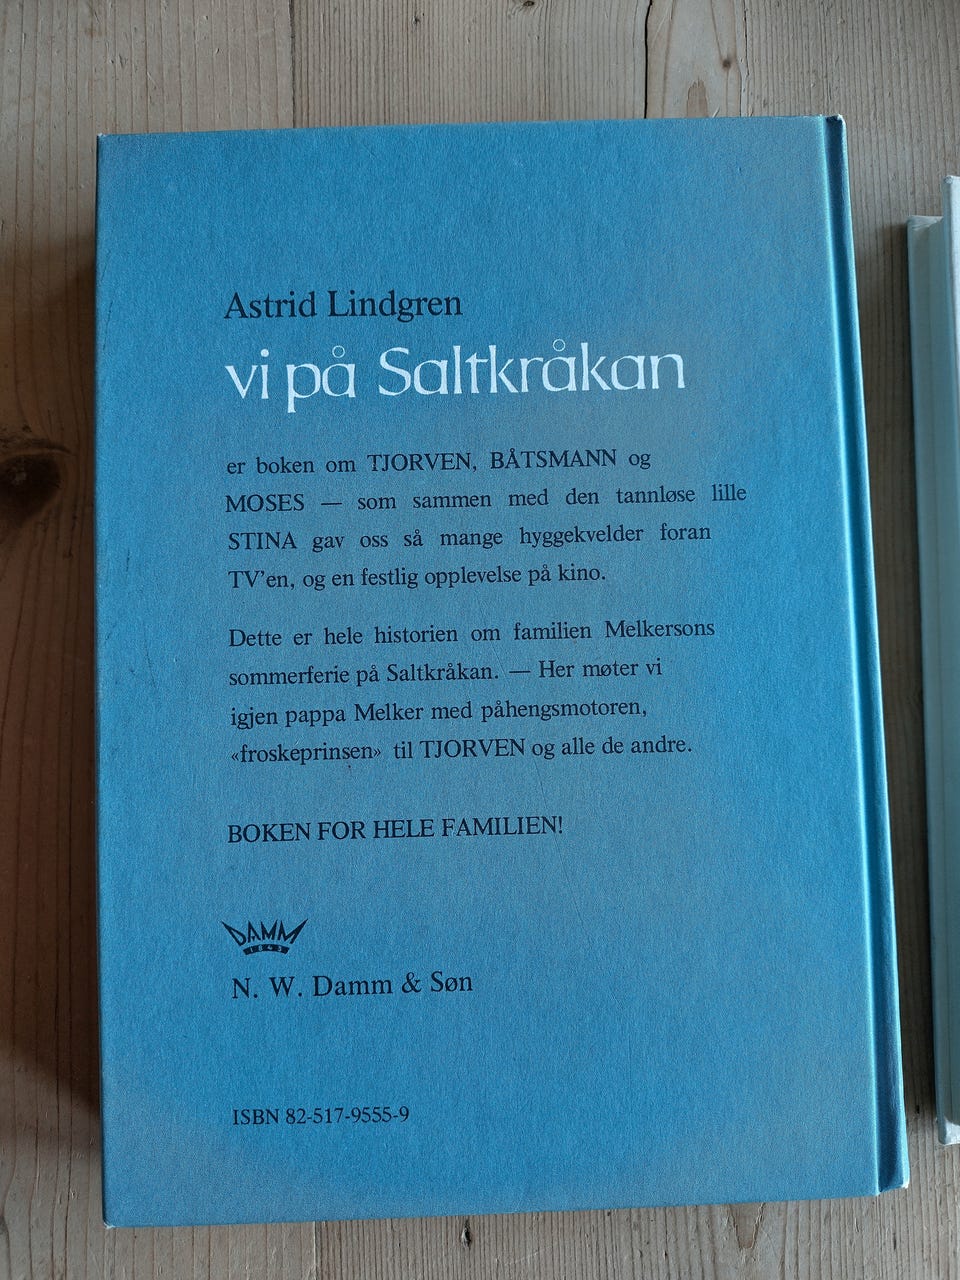 Astrid Lindgren
vi på Saltkråkan
er boken om TJORVEN, BÅTSMANN og
MOSES — som sammen med den tannløse lille
STINA gav oss så mange hyggekvelder foran
TV'en, og en festlig opplevelse på kino.
Dette er hele historien om familien Melkersons
sommerferie på Saltkråkan. — Her møter vi
igjen pappa Melker med påhengsmotoren,
«froskeprinsen» til TJORVEN og alle de andre.
BOKEN FOR HELE FAMILIEN!
DAMM
1843
N. W. Damm & Søn
ISBN 82-517-9555-9